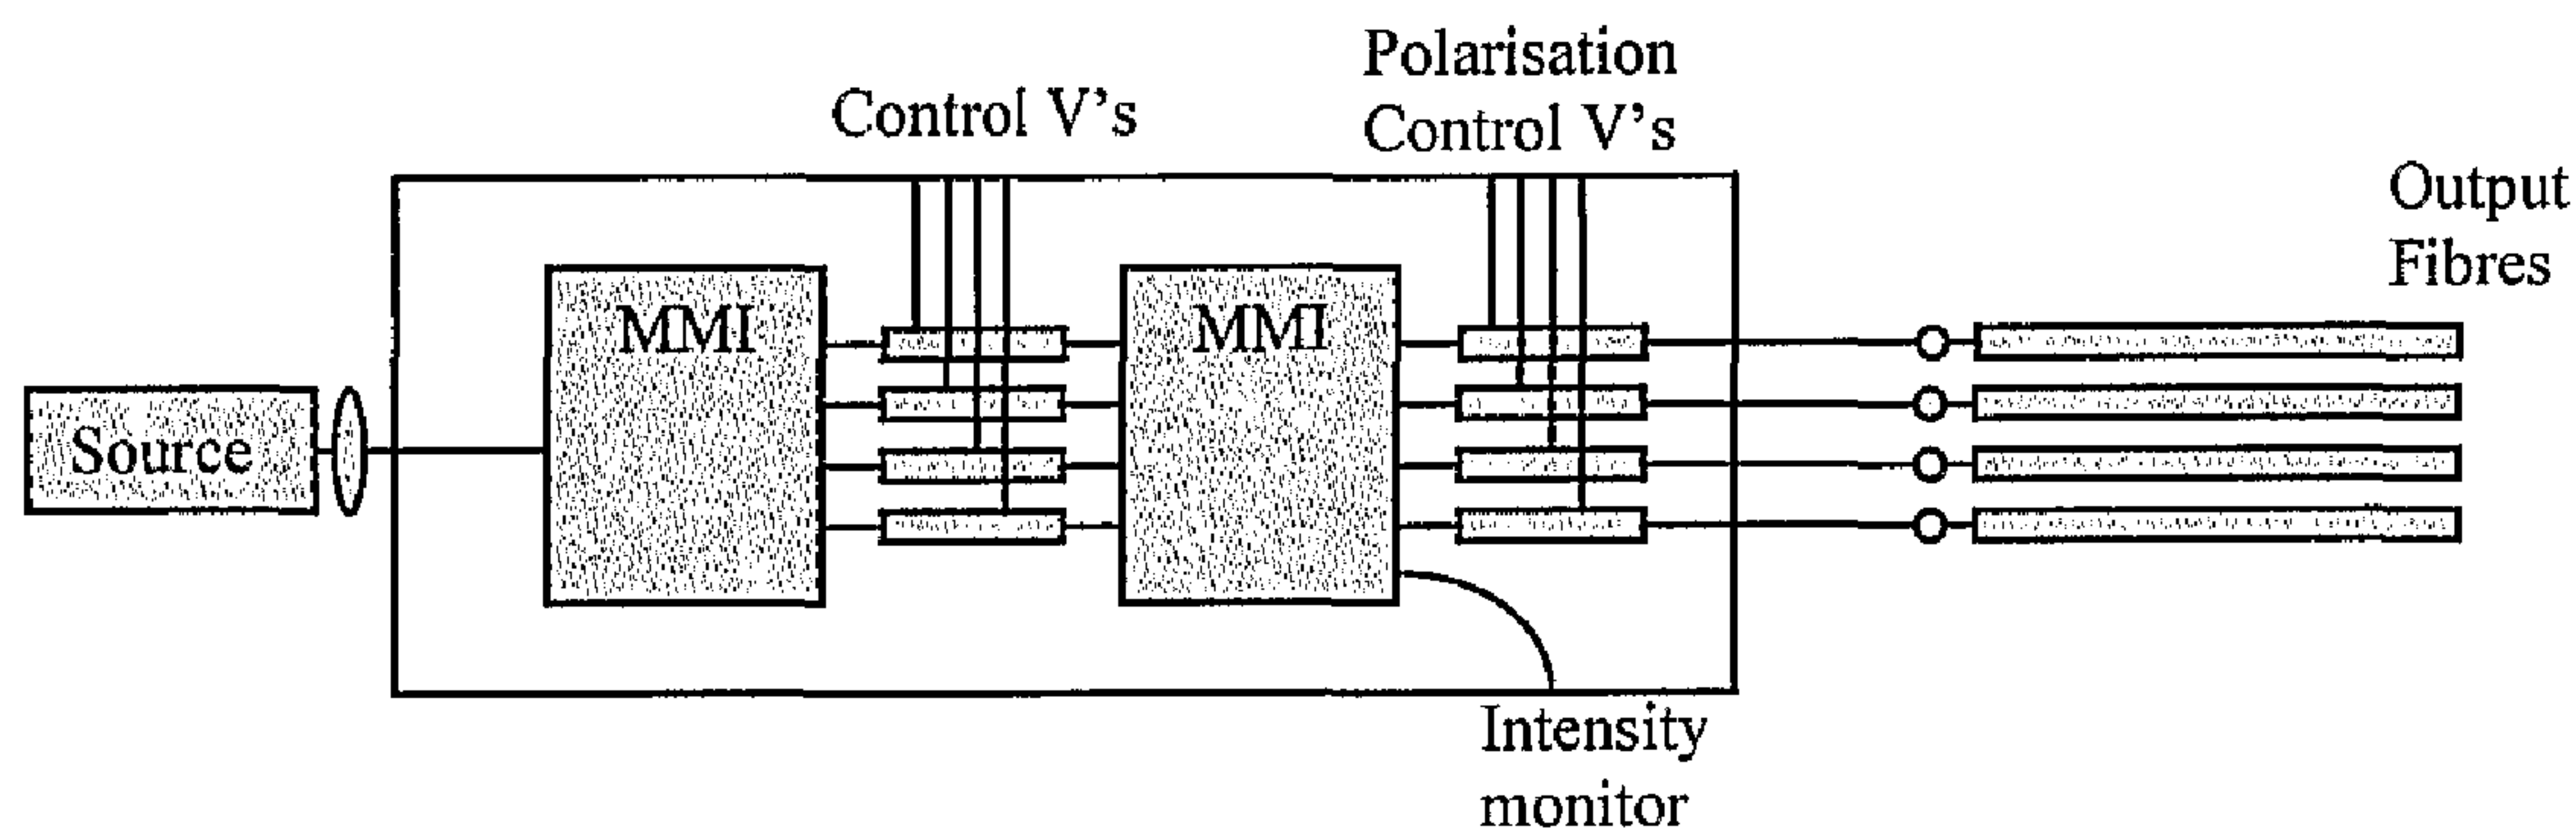 Polarisation
Control V's
Control V's
Output
Fibres
MMI
MMI
Source
Intensity
monitor